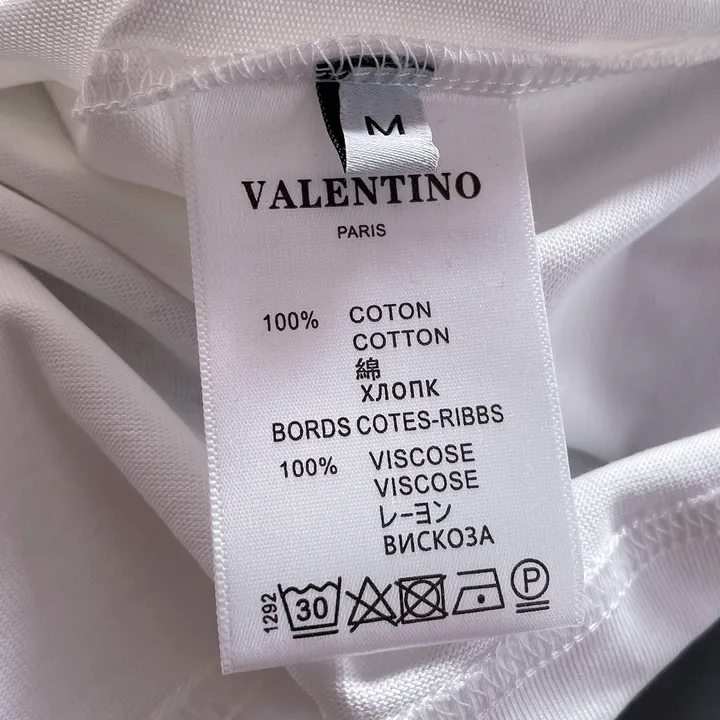 M
VALENTINO
PARIS
100% COTON
COTTON
綿
ХЛОПК
BORDS COTES-RIBBS
100% VISCOSE
VISCOSE
レーヨン
ВИСКОЗА
1292 30 P